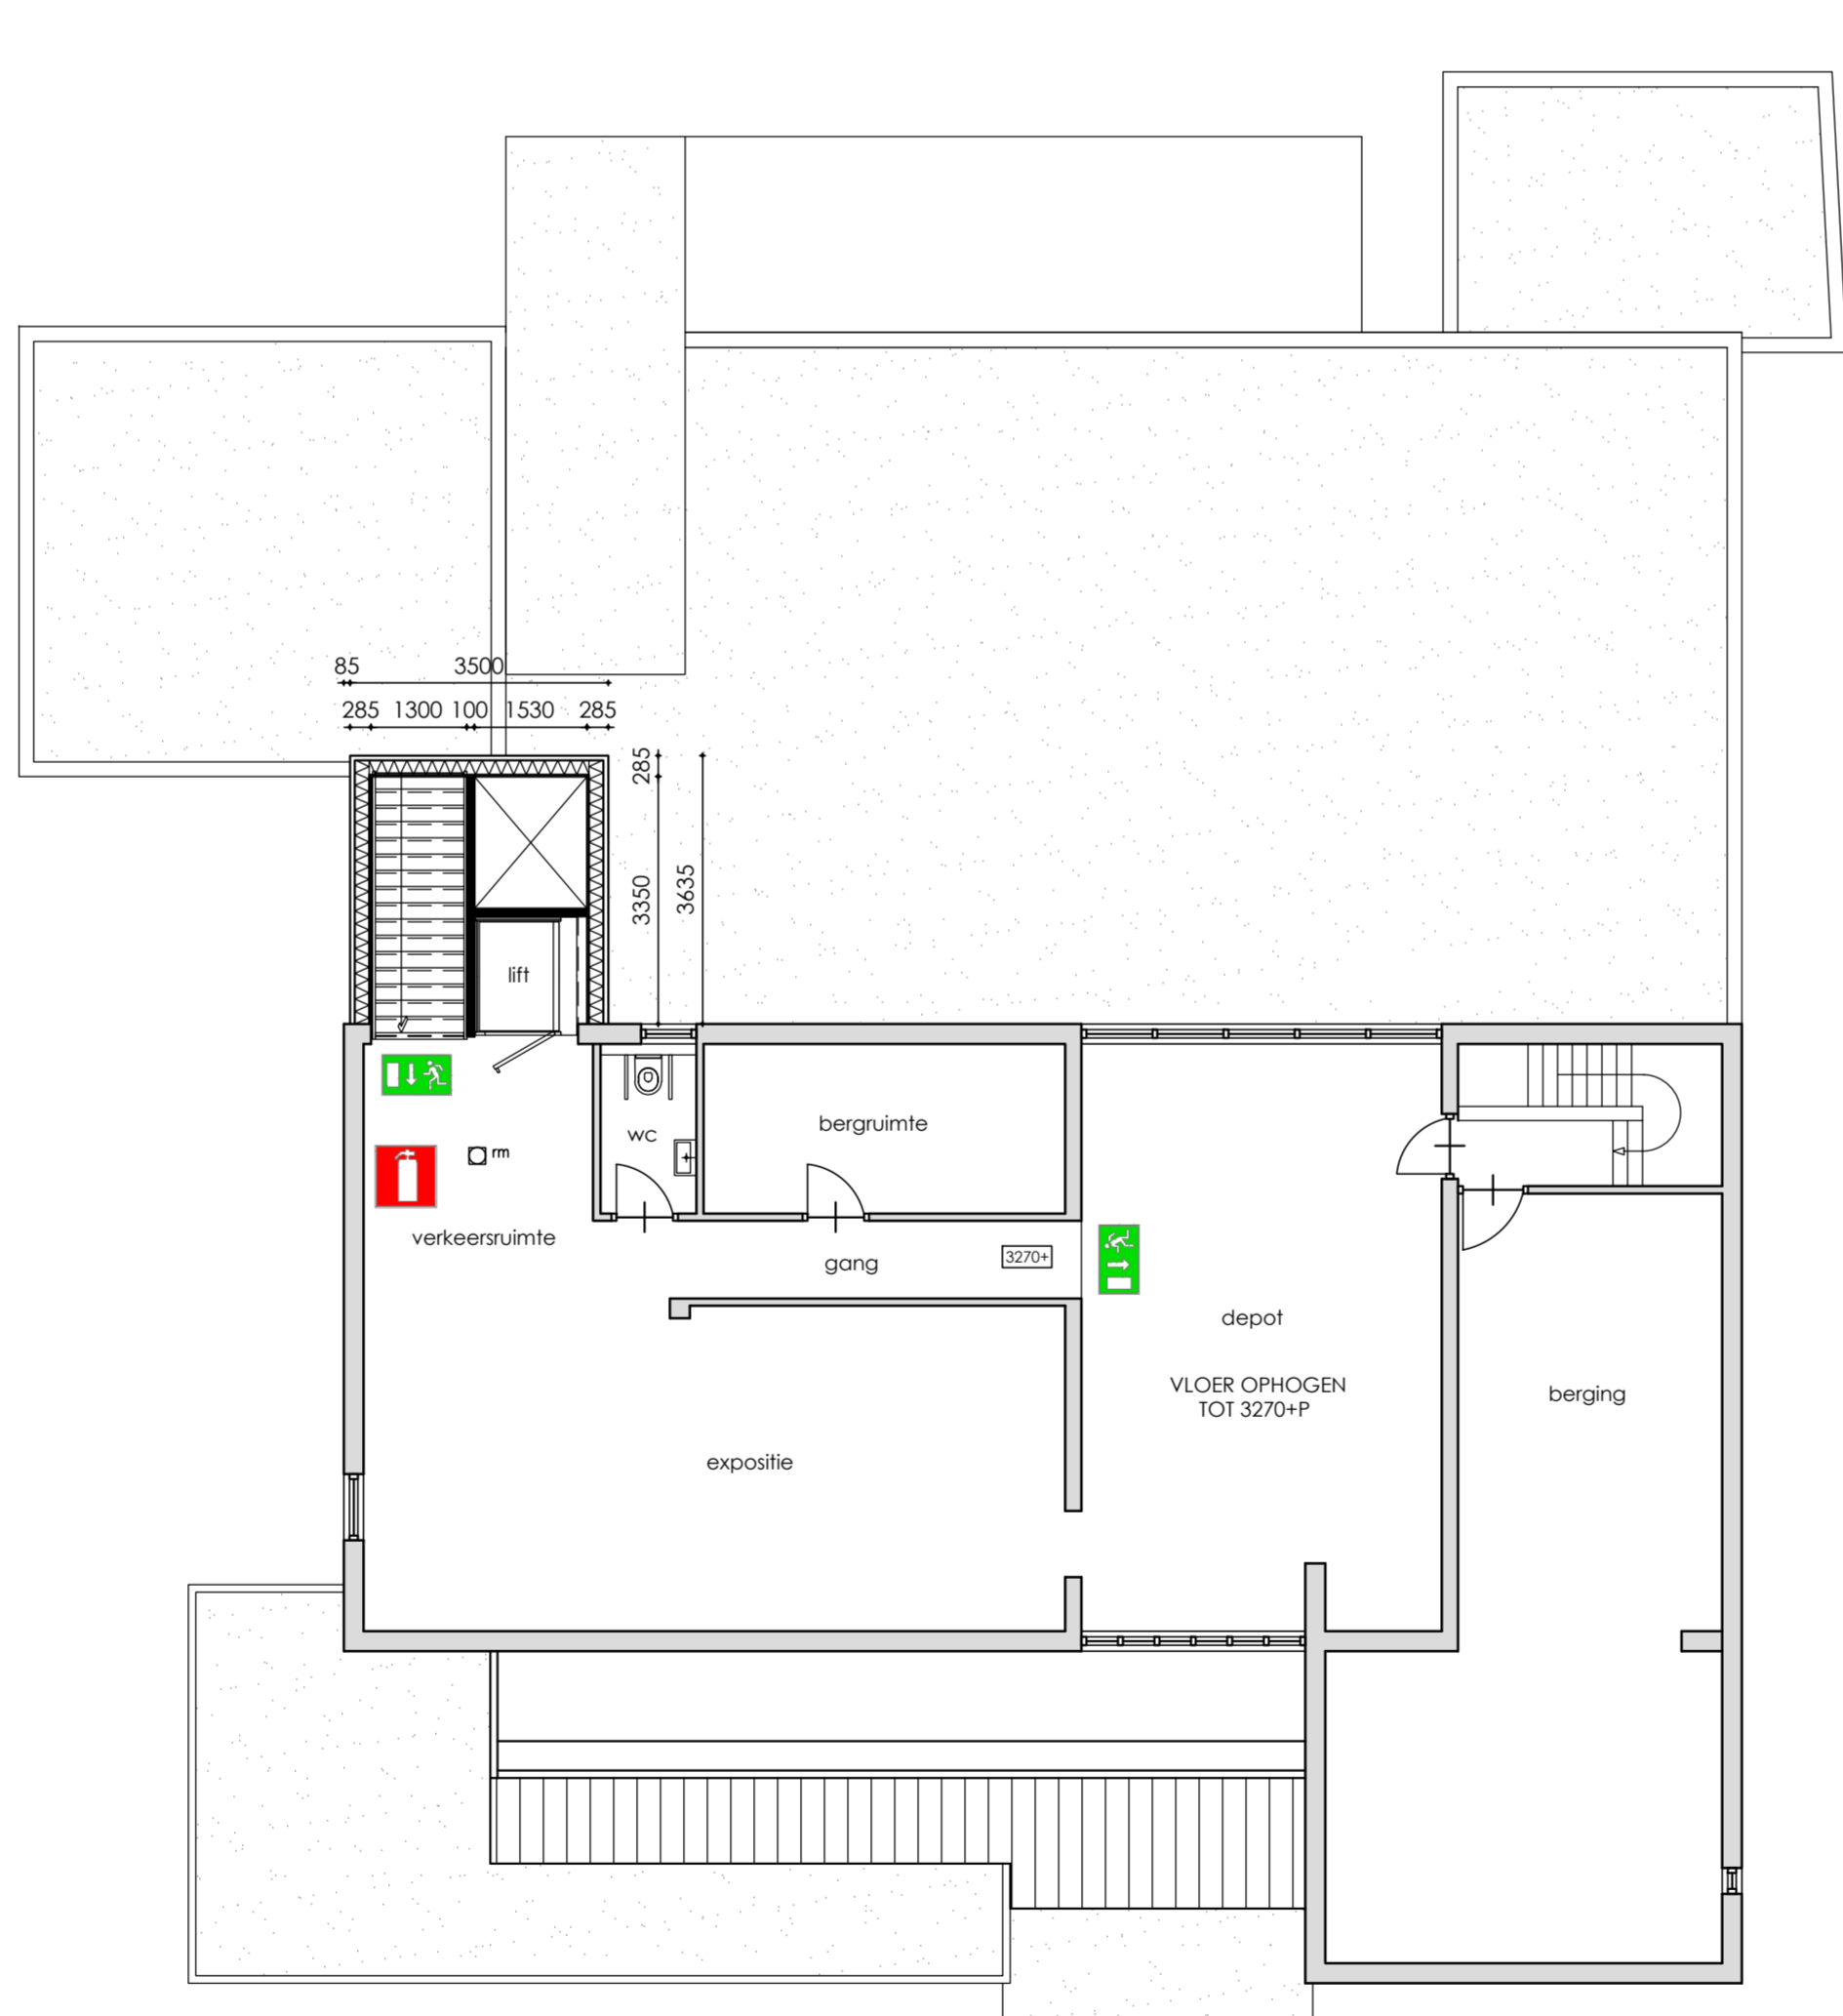 85 3500
285 1300 100 1530 285
285
3350
3635
lift
rm
wc
bergruimte
verkeersruimte
gang
3270+
depot
VLOER OPHOGEN
TOT 3270+P
berging
expositie